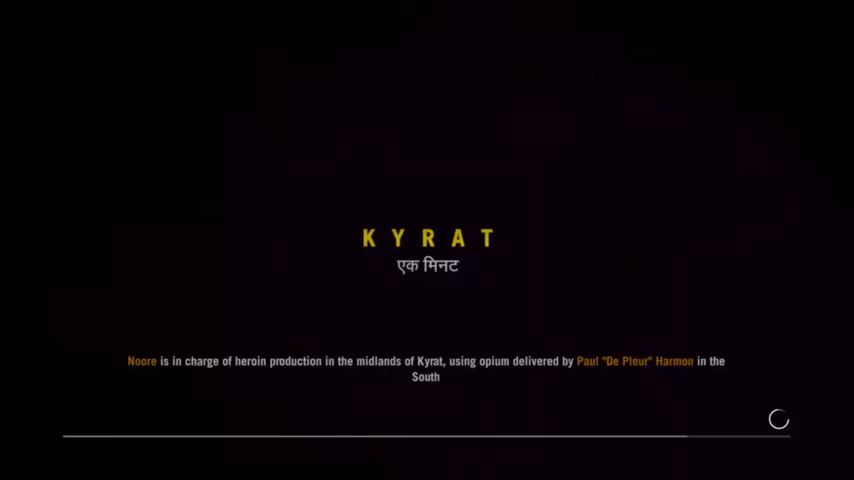 KYRAT
एक मिनट
Noore is in charge of heroin production in the midlands of Kyrat, using opium delivered by Paul "De Pleur" Harmon in the
South